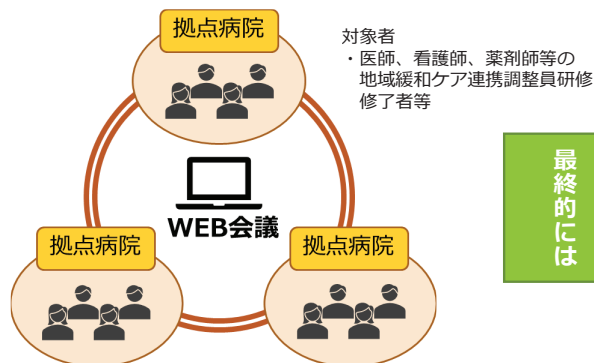 拠点病院
対象者
・医師、看護師、薬剤師等の
地域緩和ケア連携調整員研修
修了者等
最終的には
WEB会議
拠点病院
拠点病院